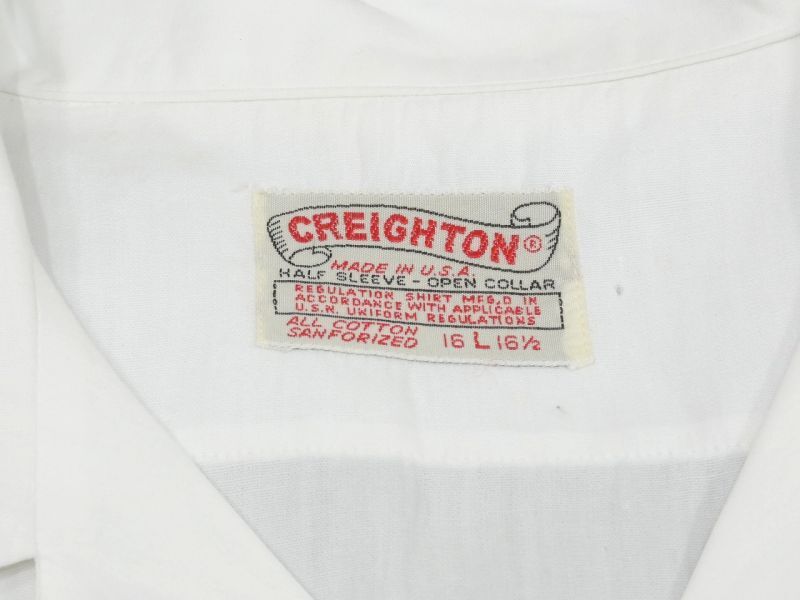 CREIGHTON®
MADE IN U.S.A.
HALF SLEEVE - OPEN COLLAR
REGULATION SHIRT MFG.D IN
ACCORDANCE WITH APPLICABLE
U.S.N. UNIFORM REGULATIONS
ALL COTTON
SANFORIZED 16 L 16½